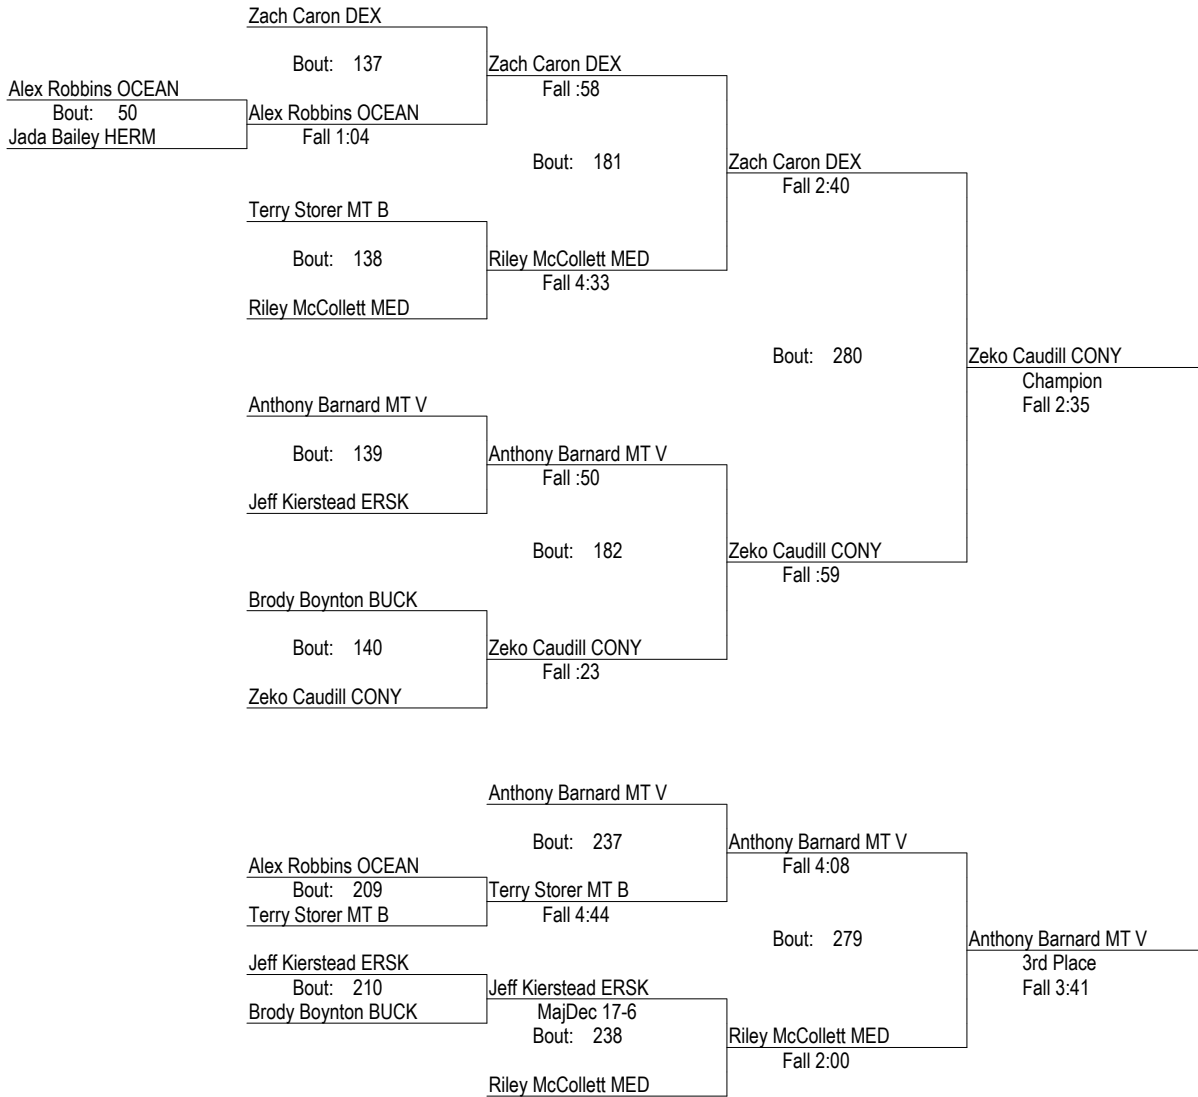 Zach Caron DEX
Bout: 137
Zach Caron DEX
Fall :58
Alex Robbins OCEAN
Bout: 50
Jada Bailey HERM
Alex Robbins OCEAN
Fall 1:04
Bout: 181
Zach Caron DEX
Fall 2:40
Terry Storer MT B
Bout: 138
Riley McCollett MED
Fall 4:33
Riley McCollett MED
Bout: 280
Zeko Caudill CONY
Champion
Fall 2:35
Anthony Barnard MT V
Bout: 139
Anthony Barnard MT V
Fall :50
Jeff Kierstead ERSK
Bout: 182
Zeko Caudill CONY
Fall :59
Brody Boynton BUCK
Bout: 140
Zeko Caudill CONY
Fall :23
Zeko Caudill CONY
Anthony Barnard MT V
Bout: 237
Anthony Barnard MT V
Fall 4:08
Alex Robbins OCEAN
Bout: 209
Terry Storer MT B
Terry Storer MT B
Fall 4:44
Bout: 279
Anthony Barnard MT V
3rd Place
Fall 3:41
Jeff Kierstead ERSK
Bout: 210
Brody Boynton BUCK
Jeff Kierstead ERSK
MajDec 17-6
Bout: 238
Riley McCollett MED
Fall 2:00
Riley McCollett MED